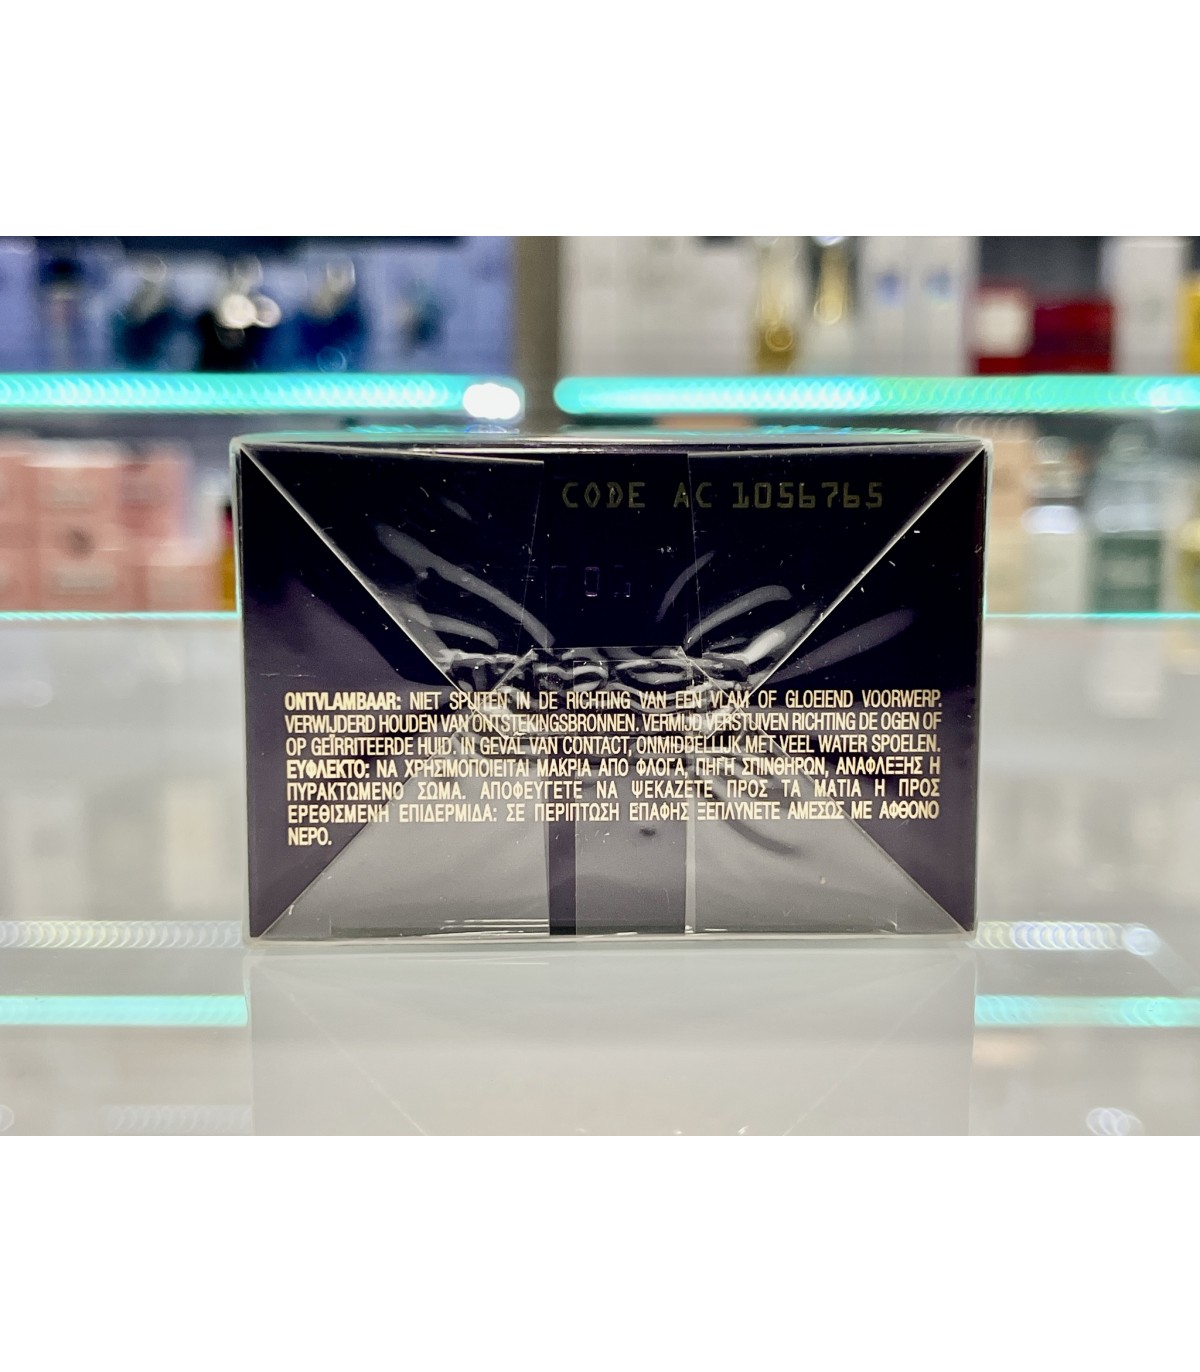 CODE AC 1056765
ONTVLAMBAAR: NIET SPUITEN IN DE RICHTING VAN EEN VLAM OF GLOEIEND VOORWERP.
VERWIJDERD HOUDEN VAN ONTSTEKINGSBRONNEN. VERMIJD VERSTUIVEN RICHTING DE OGEN OF
OP GEÏRRITEERDE HUID. IN GEVAL VAN CONTACT, ONMIDDELLIJK MET VEEL WATER SPOELEN.
ΕΥΦΛΕΚΤΟ: ΝΑ ΧΡΗΣΙΜΟΠΟΙΕΙΤΑΙ ΜΑΚΡΙΑ ΑΠΟ ΦΛΟΓΑ, ΠΗΓΗ ΣΠΙΝΘΗΡΩΝ, ΑΝΑΦΛΕΞΗΣ Η
ΠΥΡΑΚΤΩΜΕΝΟ ΣΩΜΑ. ΑΠΟΦΕΥΓΕΤΕ ΝΑ ΨΕΚΑΖΕΤΕ ΠΡΟΣ ΤΑ ΜΑΤΙΑ Η ΠΡΟΣ
ΕΡΕΘΙΣΜΕΝΗ ΕΠΙΔΕΡΜΙΔΑ: ΣΕ ΠΕΡΙΠΤΩΣΗ ΕΠΑΦΗΣ ΞΕΠΛΥΝΕΤΕ ΑΜΕΣΩΣ ΜΕ ΑΦΘΟΝΟ
ΝΕΡΟ.